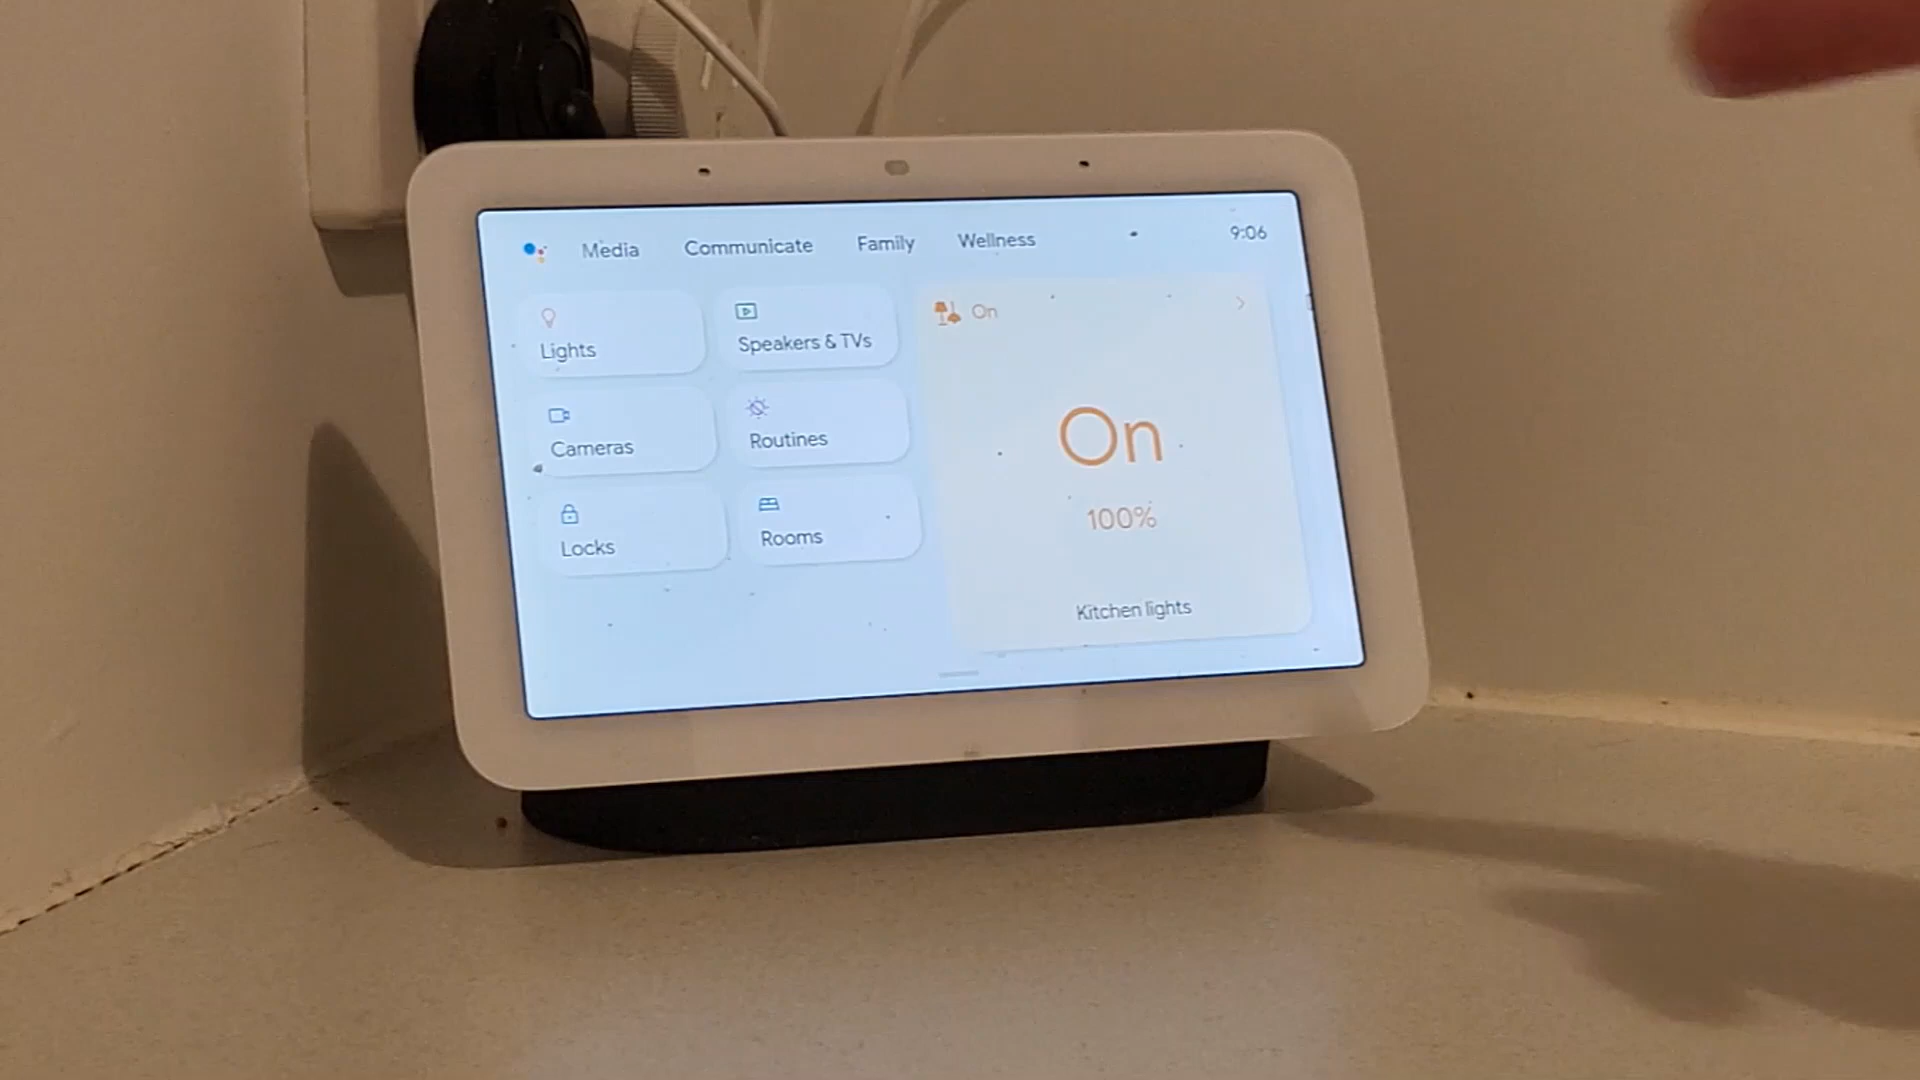 Media Communicate Family Wellness 9:06
Lights
Speakers & TVs
Cameras
Routines
Locks
Rooms
On
On
100%
Kitchen lights